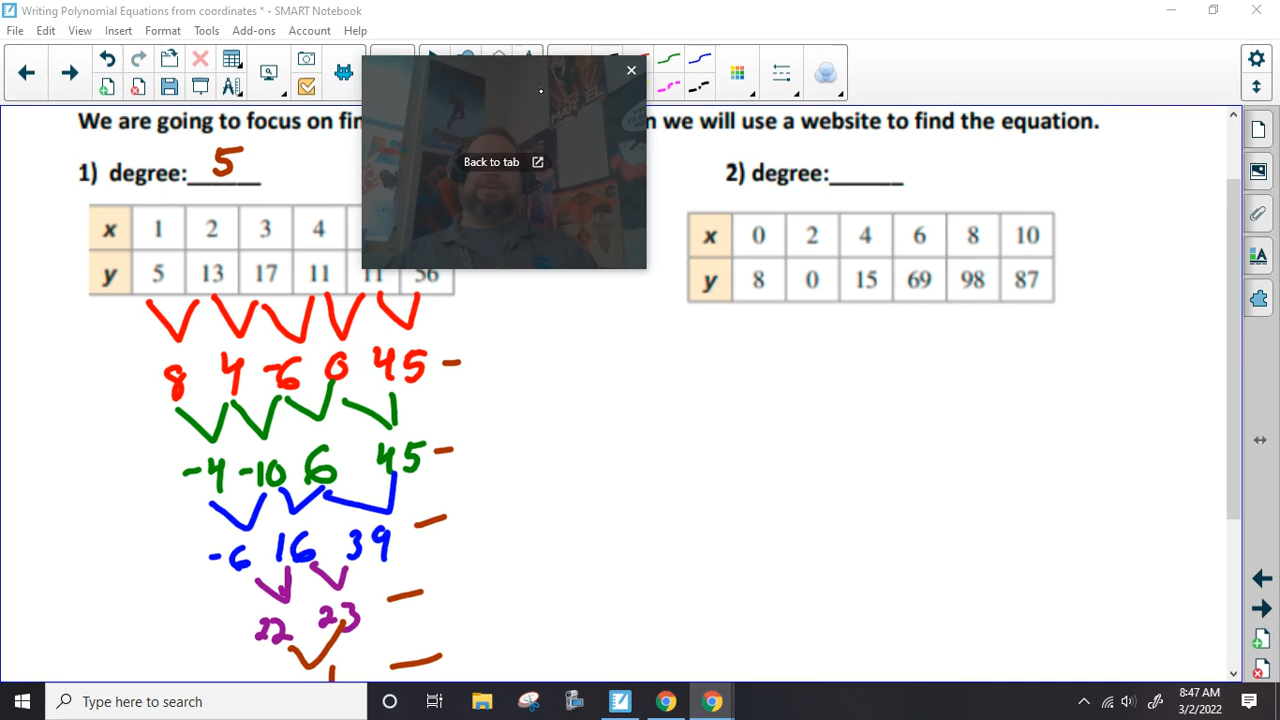 Writing Polynomial Equations from coordinates * - SMART Notebook
File Edit View Insert Format Tools Add-ons Account Help
We are going to focus on fin
n we will use a website to find the equation.
1) degree:______ 5
x 1 2 3 4
y 5 13 17 11 11 56
8 4 -6 0 45 –
-4 -10 6 45 –
-6 16 39 –
22 23 –
1 –
2) degree:______
x 0 2 4 6 8 10
y 8 0 15 69 98 87
MARVEL
Back to tab
Type here to search
8:47 AM
3/2/2022